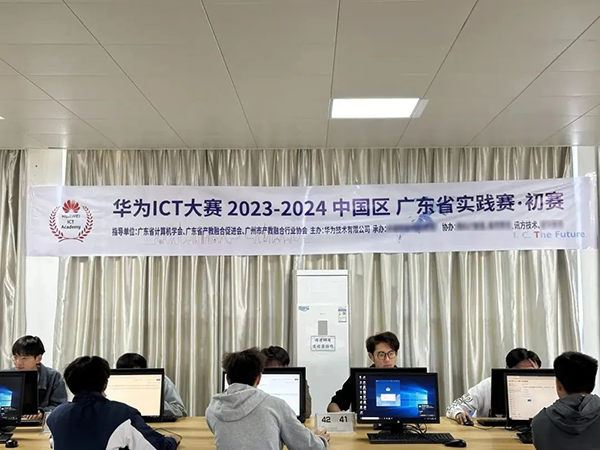 HUAWEI
ICT
Academy
华为ICT大赛 2023-2024 中国区 广东省实践赛·初赛
指导单位:广东省计算机学会、广东省产教融合促进会、广州市产教融合行业协会 主办:华为技术有限公司 承办:
协办:
讯方技术、
I. C. The Future
42 41